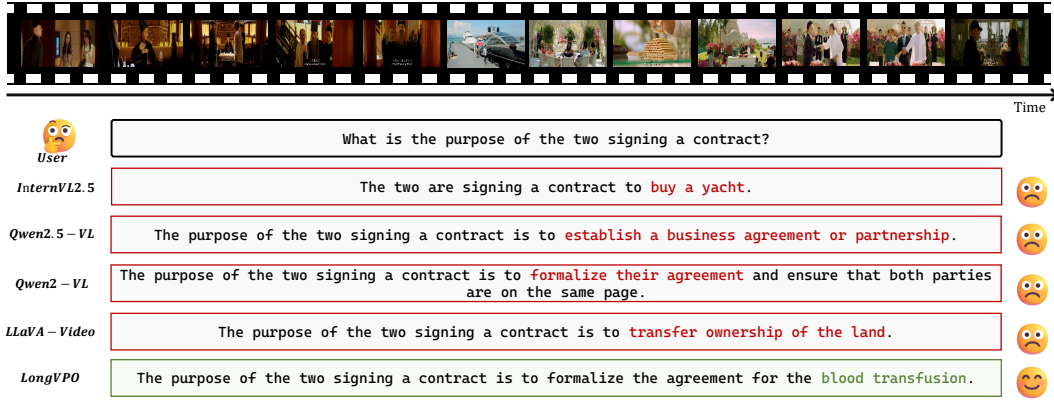 Time
What is the purpose of the two signing a contract?
User
InternVL2.5
The two are signing a contract to buy a yacht.
Qwen2.5-VL
The purpose of the two signing a contract is to establish a business agreement or partnership.
Qwen2-VL
The purpose of the two signing a contract is to formalize their agreement and ensure that both parties
are on the same page.
LLaVA-Video
The purpose of the two signing a contract is to transfer ownership of the land.
LongVPO
The purpose of the two signing a contract is to formalize the agreement for the blood transfusion.